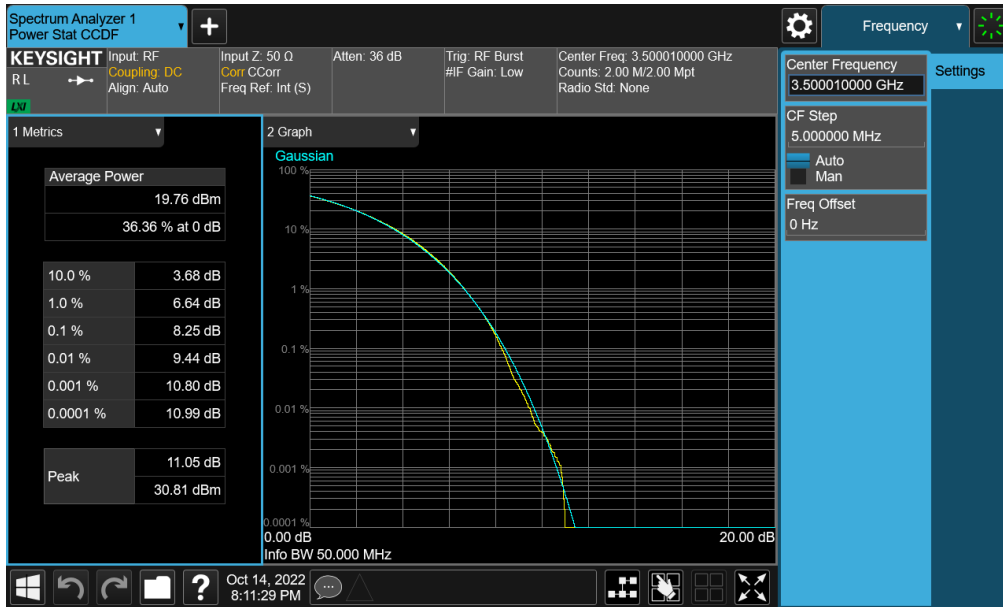 Spectrum Analyzer 1
Power Stat CCDF
Frequency
KEYSIGHT
R L
LXI
Input: RF
Coupling: DC
Align: Auto
Input Z: 50 Ω
Corr CCorr
Freq Ref: Int (S)
Atten: 36 dB
Trig: RF Burst
#IF Gain: Low
Center Freq: 3.500010000 GHz
Counts: 2.00 M/2.00 Mpt
Radio Std: None
Center Frequency
3.500010000 GHz
Settings
CF Step
5.000000 MHz
Auto
Man
Freq Offset
0 Hz
1 Metrics
Average Power
19.76 dBm
36.36 % at 0 dB
10.0 % 3.68 dB
1.0 % 6.64 dB
0.1 % 8.25 dB
0.01 % 9.44 dB
0.001 % 10.80 dB
0.0001 % 10.99 dB
Peak
11.05 dB
30.81 dBm
2 Graph
Gaussian
100 %
10 %
1 %
0.1 %
0.01 %
0.001 %
0.0001 %
0.00 dB 20.00 dB
Info BW 50.000 MHz
Oct 14, 2022
8:11:29 PM